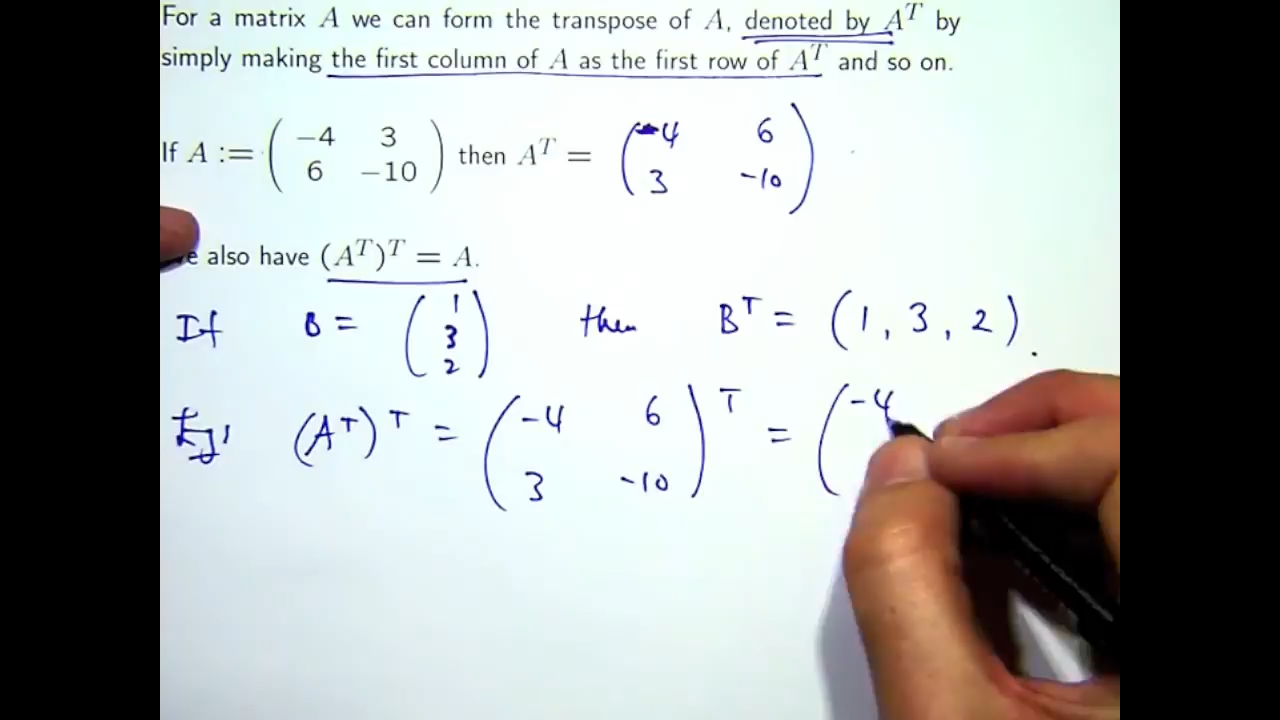 For a matrix A we can form the transpose of A, denoted by A^T by
simply making the first column of A as the first row of A^T and so on.
If A := ( −4 3 ; 6 −10 ) then A^T = ( -4 6 ; 3 -10 )
also have (A^T)^T = A.
If B = ( 1 ; 3 ; 2 ) then B^T = ( 1 , 3 , 2 ) .
Eg, (A^T)^T = ( -4 6 ; 3 -10 )^T = ( -4